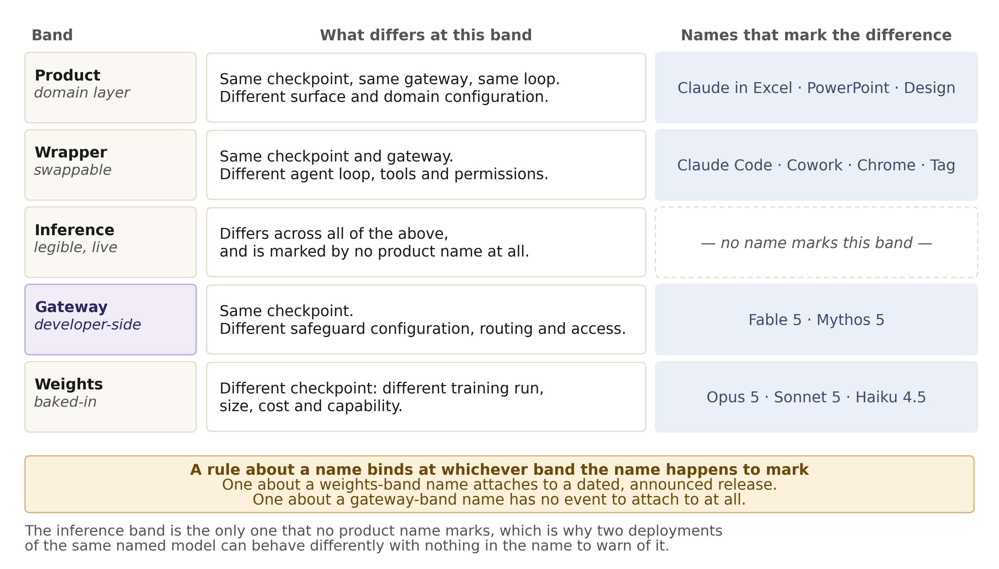 Band
What differs at this band
Names that mark the difference
Product
domain layer
Same checkpoint, same gateway, same loop.
Different surface and domain configuration.
Claude in Excel · PowerPoint · Design
Wrapper
swappable
Same checkpoint and gateway.
Different agent loop, tools and permissions.
Claude Code · Cowork · Chrome · Tag
Inference
legible, live
Differs across all of the above,
and is marked by no product name at all.
— no name marks this band —
Gateway
developer-side
Same checkpoint.
Different safeguard configuration, routing and access.
Fable 5 · Mythos 5
Weights
baked-in
Different checkpoint: different training run,
size, cost and capability.
Opus 5 · Sonnet 5 · Haiku 4.5
A rule about a name binds at whichever band the name happens to mark
One about a weights-band name attaches to a dated, announced release.
One about a gateway-band name has no event to attach to at all.
The inference band is the only one that no product name marks, which is why two deployments
of the same named model can behave differently with nothing in the name to warn of it.